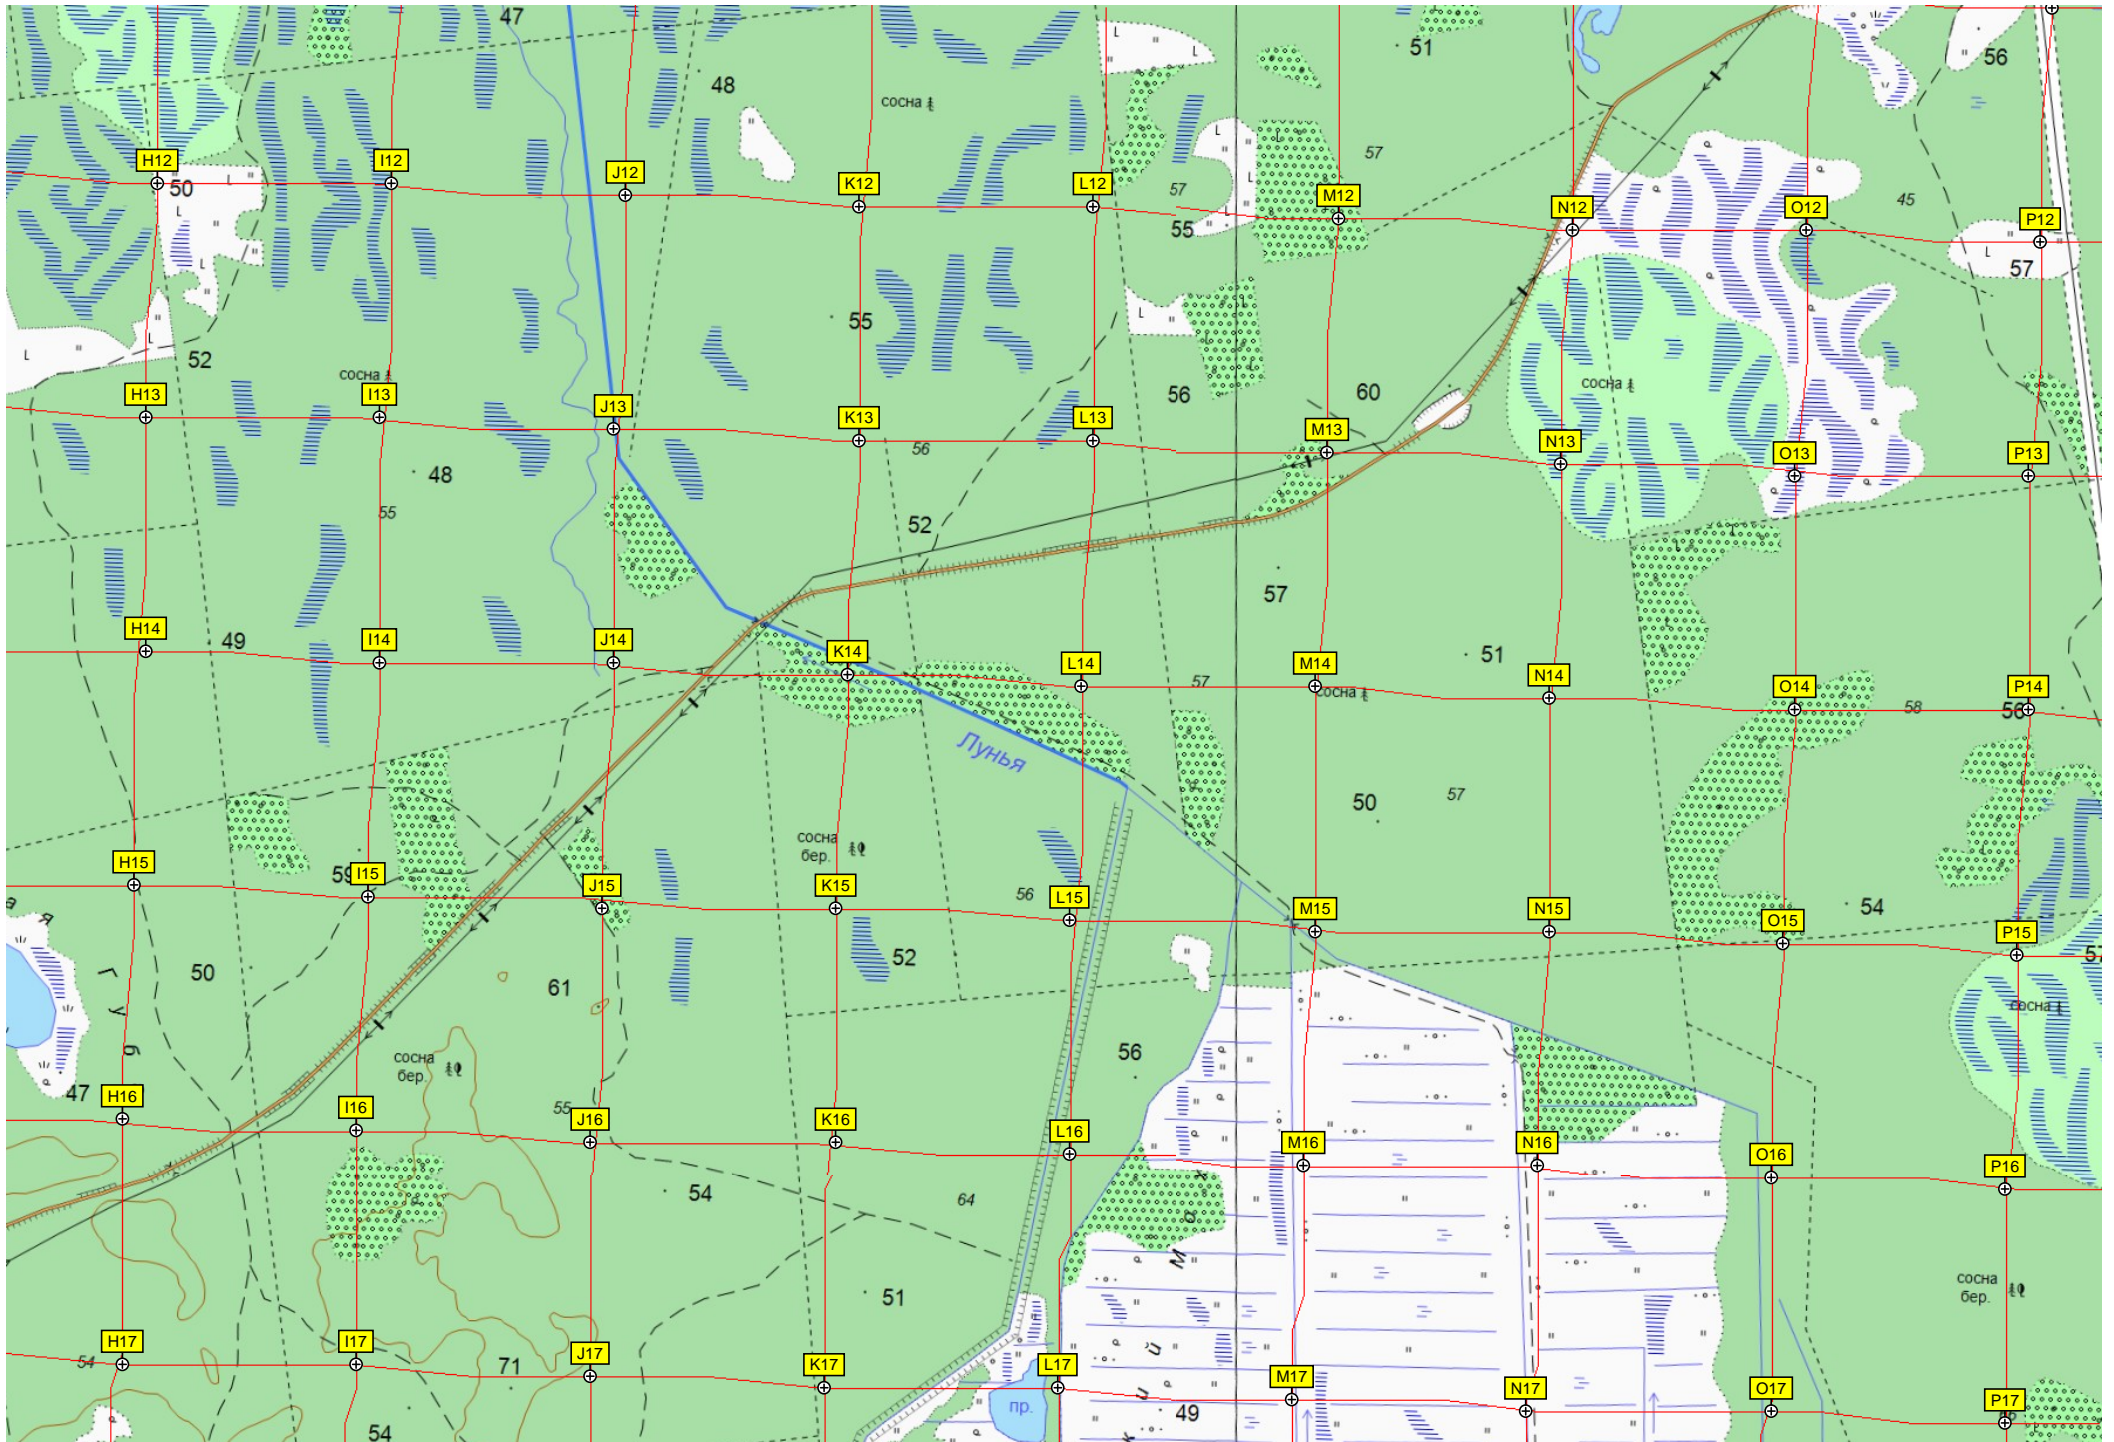 47
48
51
56
сосна
57
H12
I12
J12
K12
L12
M12
N12
O12
P12
50
57
55
45
57
52
55
56
60
сосна
сосна
H13
I13
J13
K13
L13
M13
N13
O13
P13
48
56
55
52
57
H14
I14
J14
K14
L14
M14
N14
O14
P14
49
51
57
сосна
58
56
Лунья
50
57
сосна
бер.
59
H15
I15
J15
K15
L15
M15
N15
O15
P15
56
54
а я
Г у б
50
61
52
57
сосна
56
сосна
бер.
47
55
H16
I16
J16
K16
L16
M16
N16
O16
P16
54
64
51
сосна
бер.
к и й М о х
H17
I17
J17
K17
L17
M17
N17
O17
P17
54
71
54
пр.
49